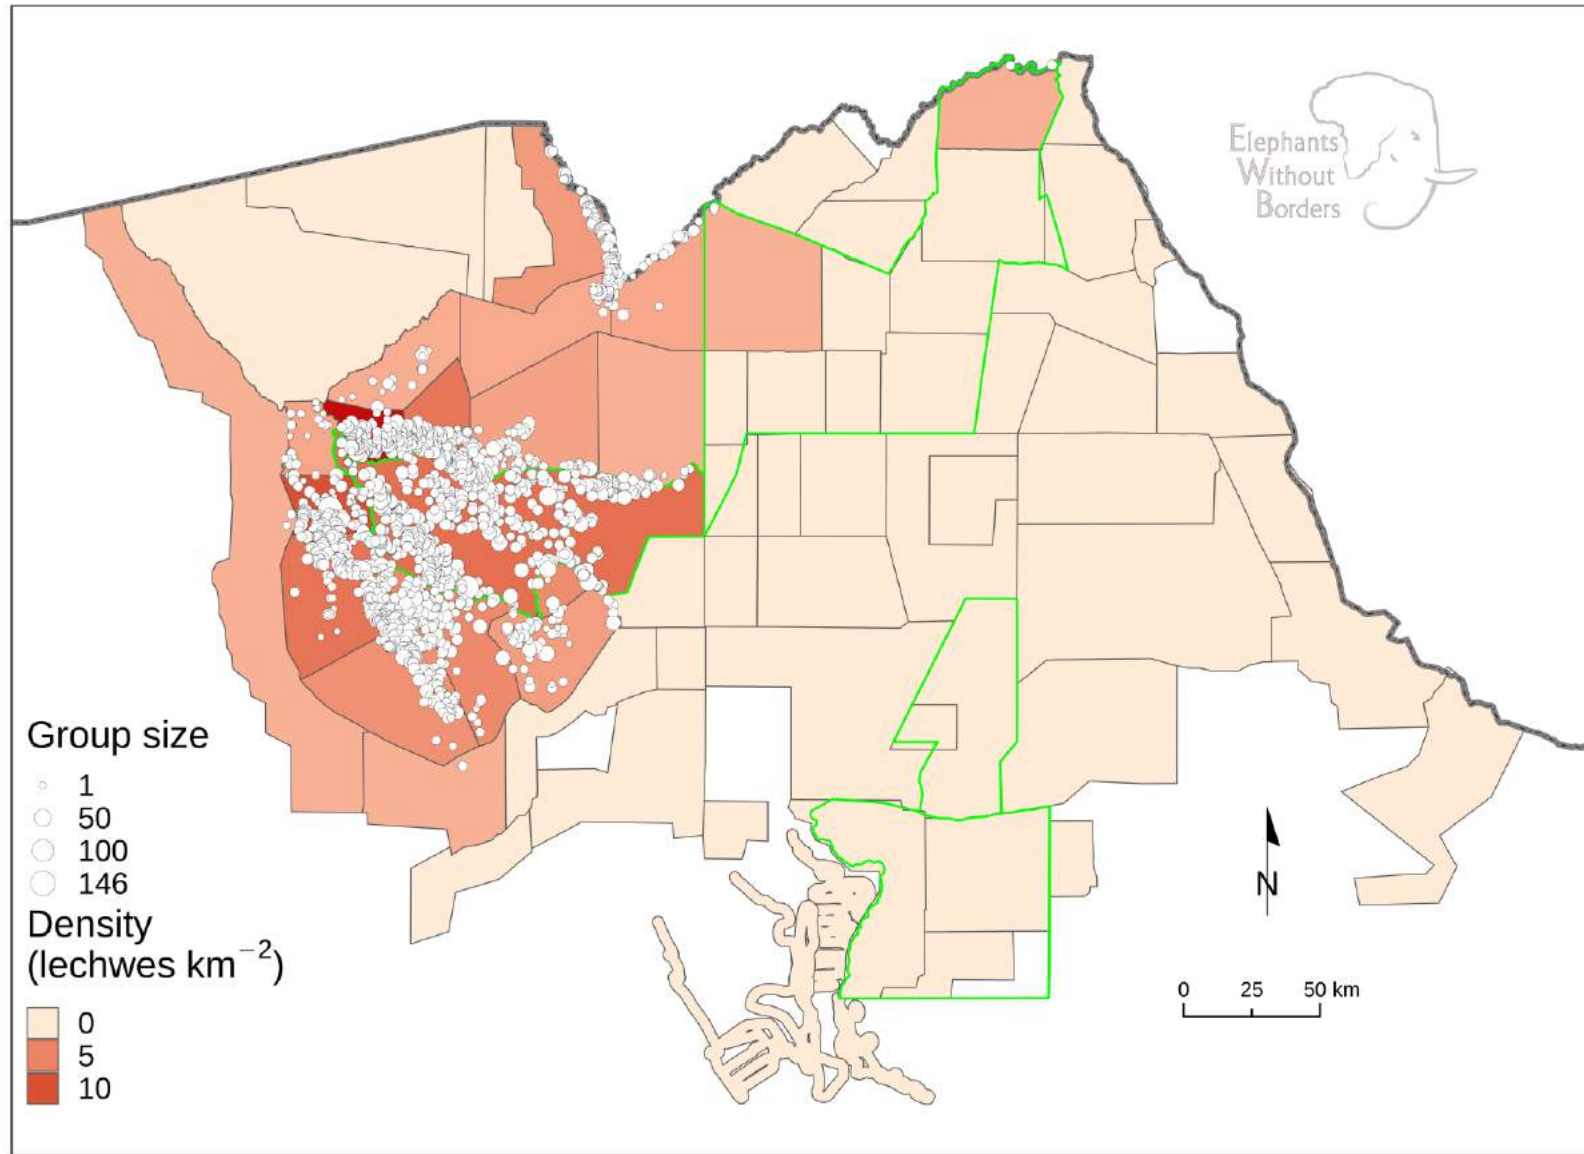 Elephants
Without
Borders
Group size
1
50
100
146
Density
(lechwes km⁻²)
0
5
10
N
0 25 50 km